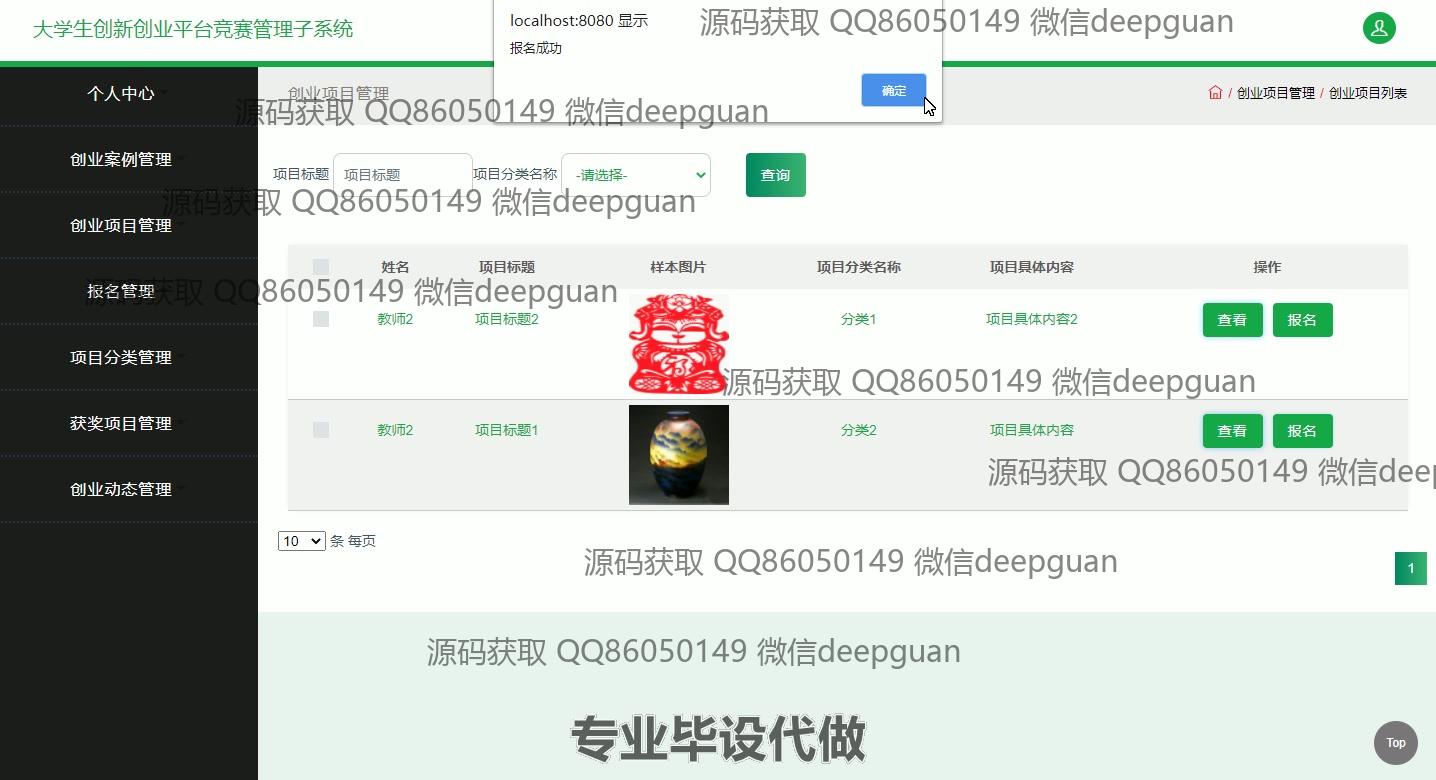 大学生创新创业平台竞赛管理子系统
localhost:8080 显示
报名成功
确定
源码获取 QQ86050149 微信deepguan
个人中心
创业案例管理
创业项目管理
报名管理
项目分类管理
获奖项目管理
创业动态管理
创业项目管理
/ 创业项目管理 / 创业项目列表
源码获取 QQ86050149 微信deepguan
项目标题 项目标题 项目分类名称 -请选择- 查询
源码获取 QQ86050149 微信deepguan
姓名 项目标题 样本图片 项目分类名称 项目具体内容 操作
源码获取 QQ86050149 微信deepguan
教师2 项目标题2 分类1 项目具体内容2 查看 报名
源码获取 QQ86050149 微信deepguan
教师2 项目标题1 分类2 项目具体内容 查看 报名
源码获取 QQ86050149 微信deep
10 条 每页
源码获取 QQ86050149 微信deepguan
1
源码获取 QQ86050149 微信deepguan
专业毕设代做
Top